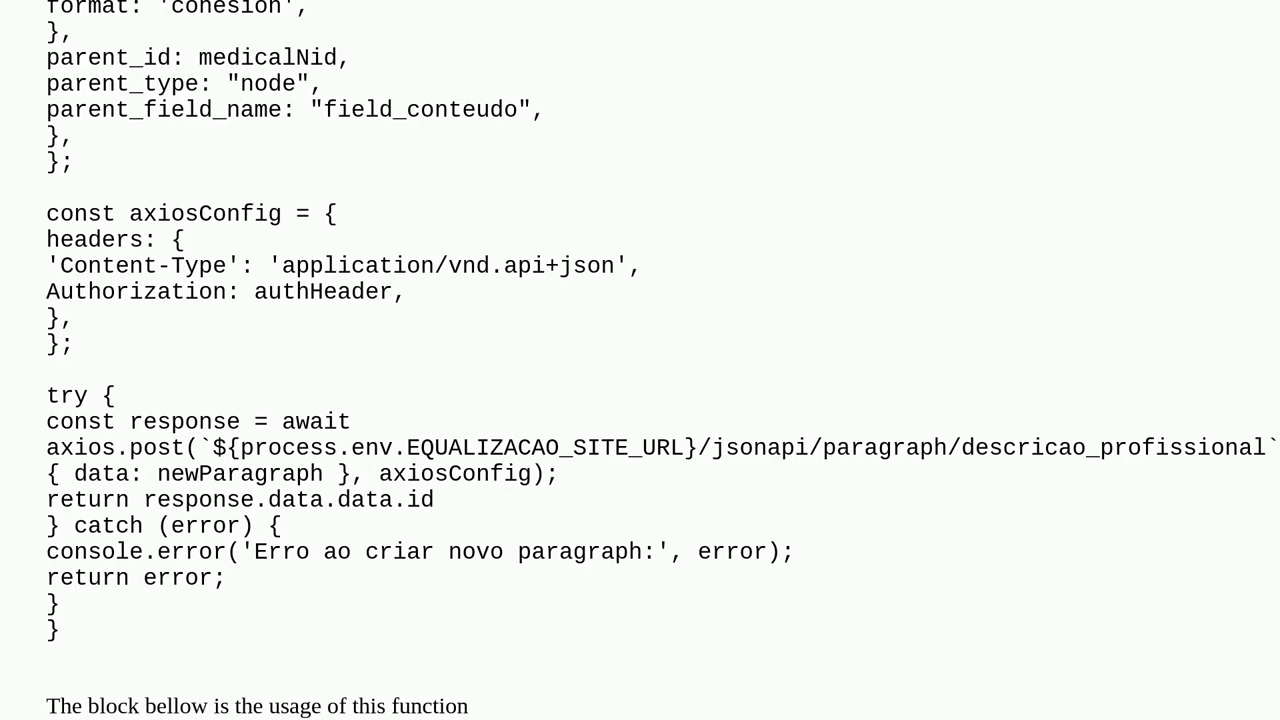 format: 'cohesion',
},
parent_id: medicalNid,
parent_type: "node",
parent_field_name: "field_conteudo",
},
};
const axiosConfig = {
headers: {
'Content-Type': 'application/vnd.api+json',
Authorization: authHeader,
},
};
try {
const response = await
axios.post(`${process.env.EQUALIZACAO_SITE_URL}/jsonapi/paragraph/descricao_profissional`
{ data: newParagraph }, axiosConfig);
return response.data.data.id
} catch (error) {
console.error('Erro ao criar novo paragraph:', error);
return error;
}
}
The block bellow is the usage of this function